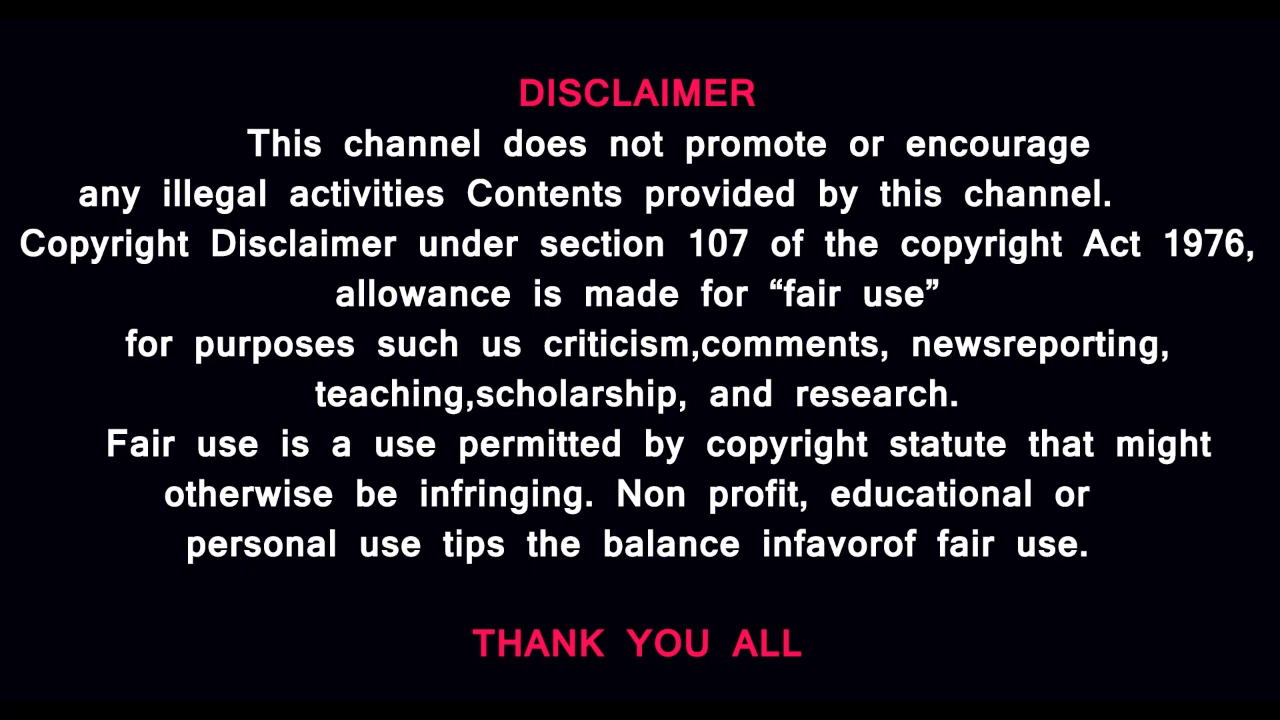 DISCLAIMER
This channel does not promote or encourage
any illegal activities Contents provided by this channel.
Copyright Disclaimer under section 107 of the copyright Act 1976,
allowance is made for “fair use”
for purposes such us criticism,comments, newsreporting,
teaching,scholarship, and research.
Fair use is a use permitted by copyright statute that might
otherwise be infringing. Non profit, educational or
personal use tips the balance infavorof fair use.
THANK YOU ALL